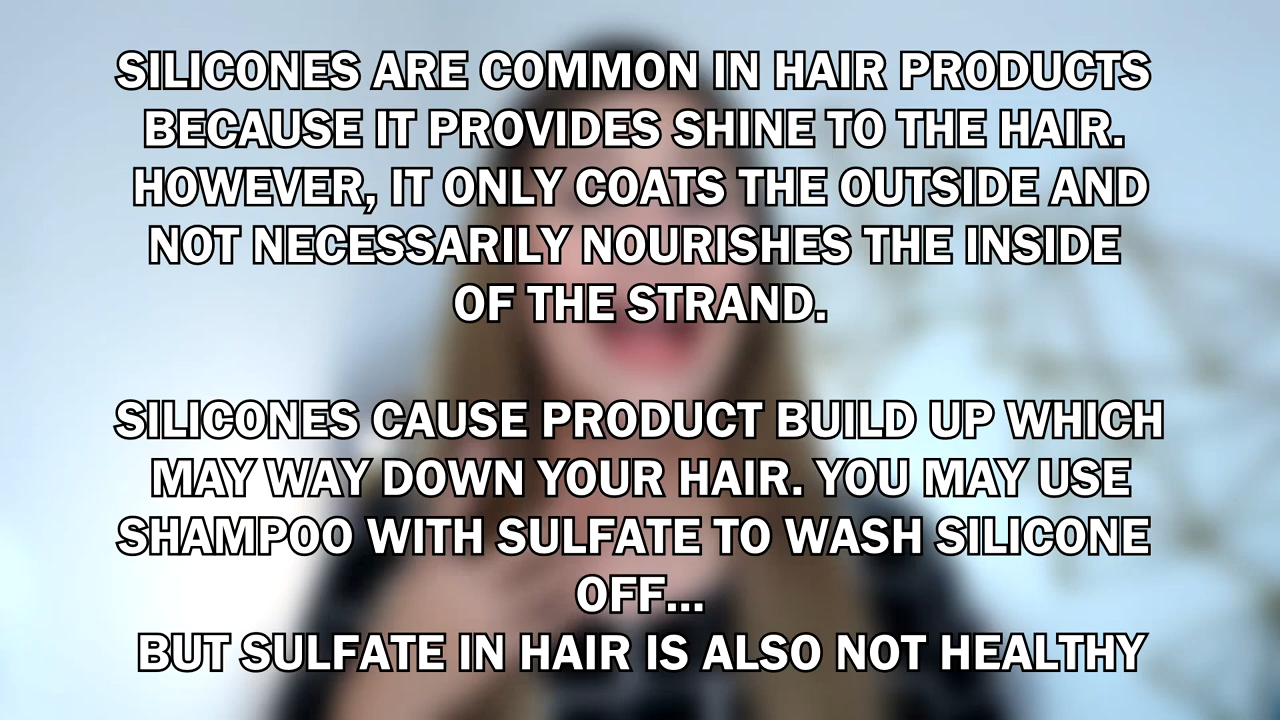 SILICONES ARE COMMON IN HAIR PRODUCTS
BECAUSE IT PROVIDES SHINE TO THE HAIR.
HOWEVER, IT ONLY COATS THE OUTSIDE AND
NOT NECESSARILY NOURISHES THE INSIDE
OF THE STRAND.
SILICONES CAUSE PRODUCT BUILD UP WHICH
MAY WAY DOWN YOUR HAIR. YOU MAY USE
SHAMPOO WITH SULFATE TO WASH SILICONE
OFF...
BUT SULFATE IN HAIR IS ALSO NOT HEALTHY